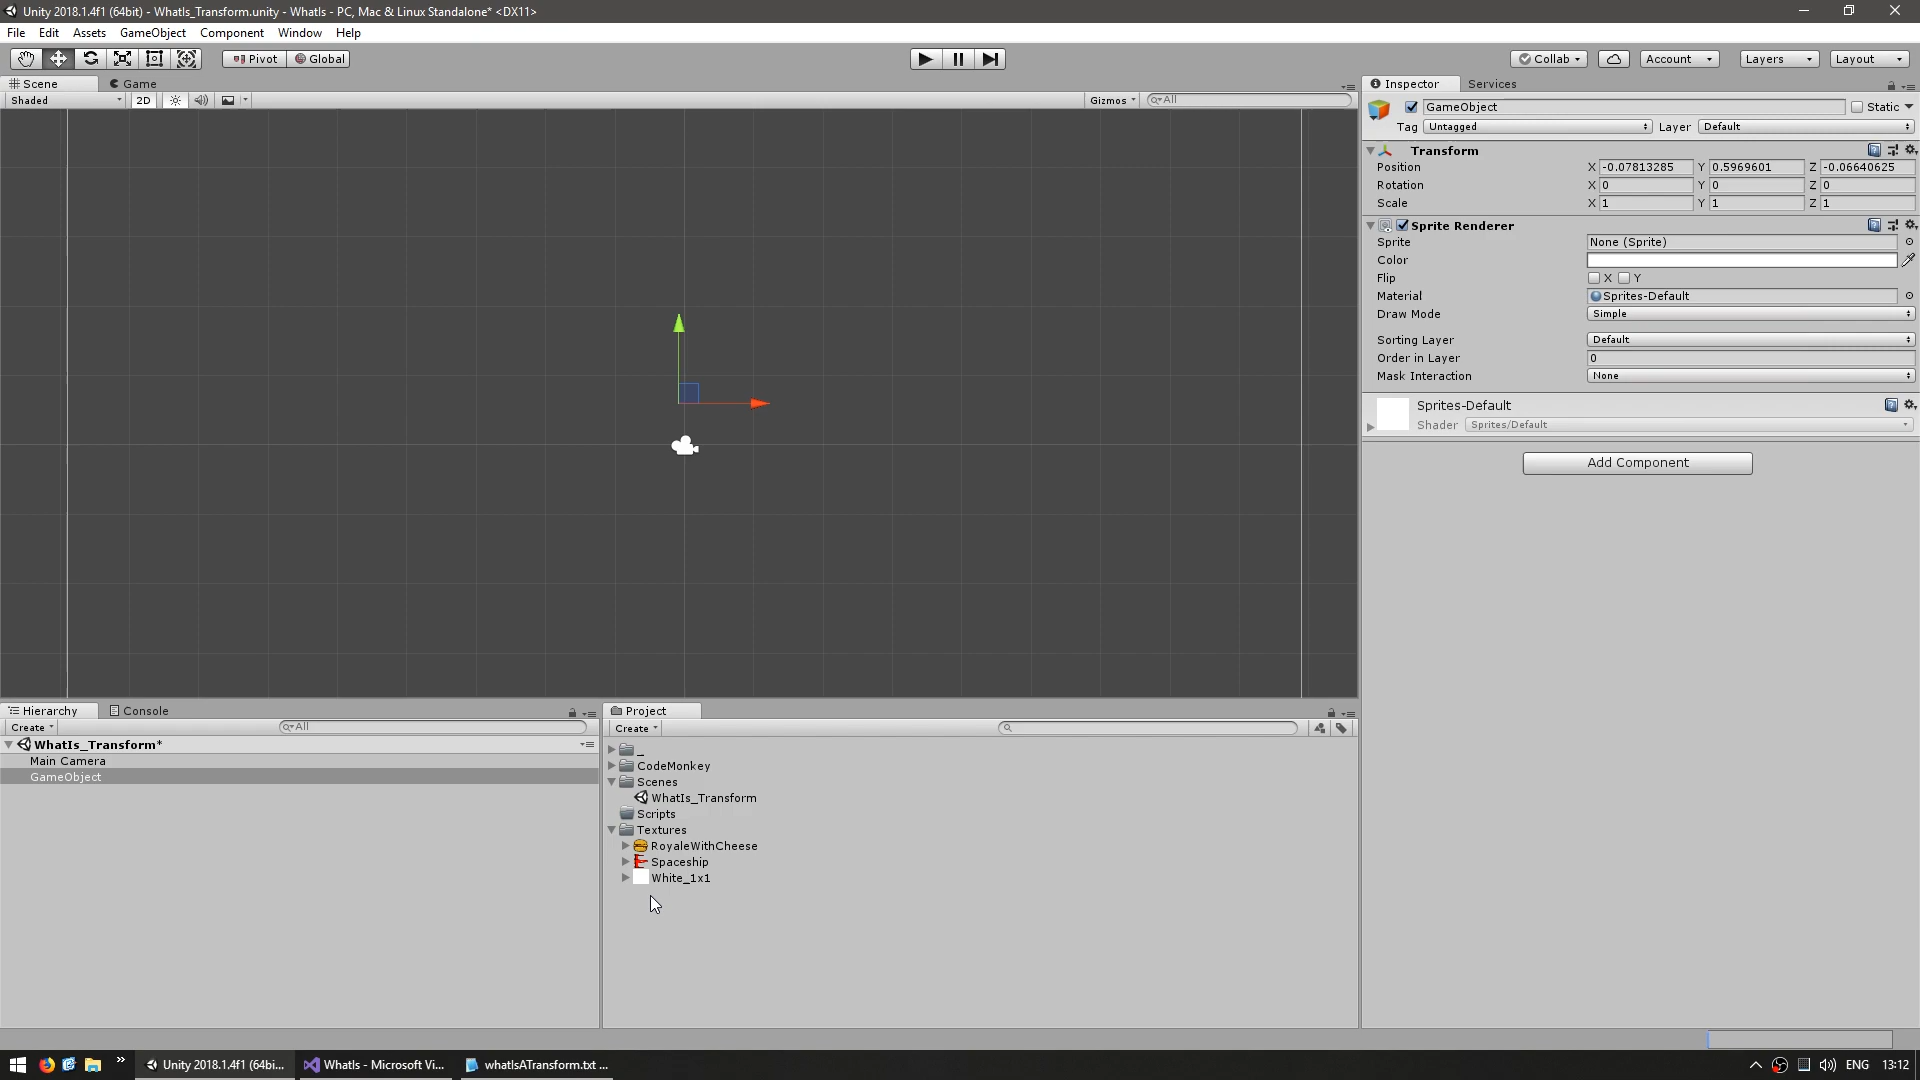 Unity 2018.1.4f1 (64bit) - WhatIs_Transform.unity - WhatIs - PC, Mac & Linux Standalone* <DX11>
File Edit Assets GameObject Component Window Help
Pivot Global Collab Account Layers Layout
Scene Game Inspector Services
Shaded 2D Gizmos All
GameObject Static
Tag Untagged Layer Default
Transform
Position X -0.07813285 Y 0.5969601 Z -0.06640625
Rotation X 0 Y 0 Z 0
Scale X 1 Y 1 Z 1
Sprite Renderer
Sprite None (Sprite)
Color
Flip X Y
Material Sprites-Default
Draw Mode Simple
Sorting Layer Default
Order in Layer 0
Mask Interaction None
Sprites-Default
Shader Sprites/Default
Add Component
Hierarchy Console
Create All
WhatIs_Transform*
Main Camera
GameObject
Project
Create
_
CodeMonkey
Scenes
WhatIs_Transform
Scripts
Textures
RoyaleWithCheese
Spaceship
White_1x1
Unity 2018.1.4f1 (64bi... WhatIs - Microsoft Vi... whatIsATransform.txt ... ENG 13:12